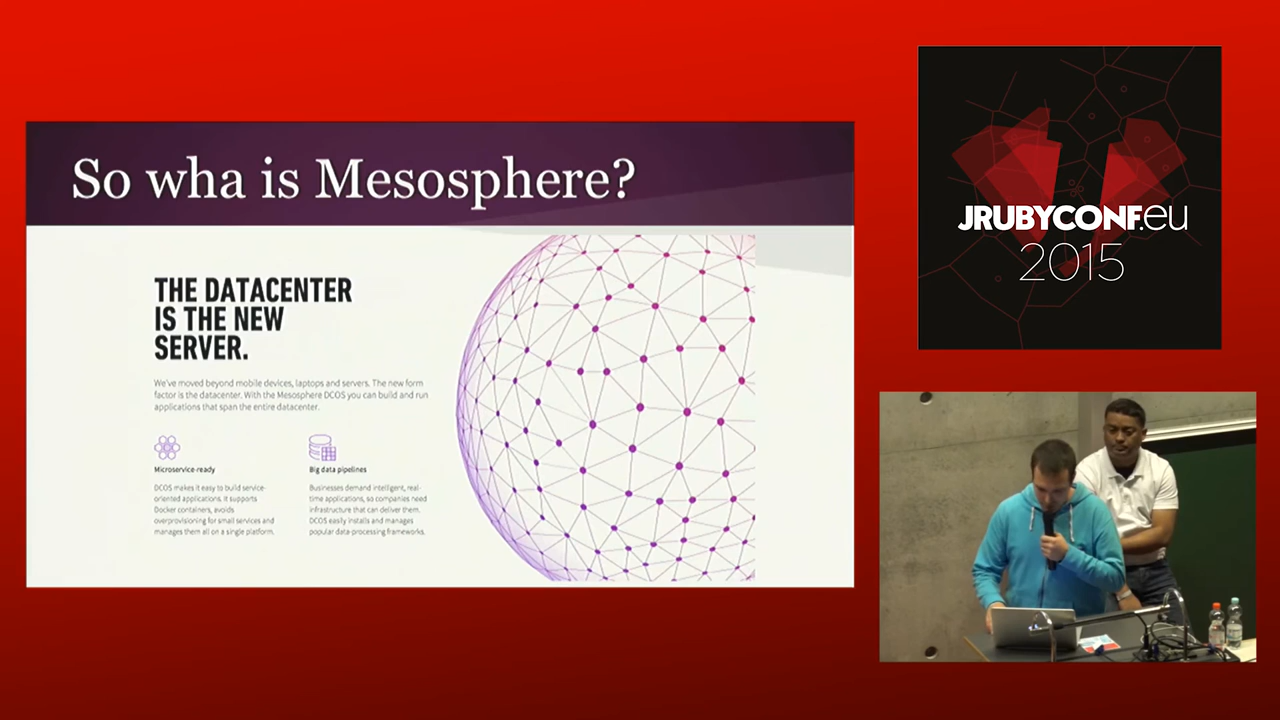 So wha is Mesosphere?
THE DATACENTER
IS THE NEW
SERVER.
We've moved beyond mobile devices, laptops and servers. The new form
factor is the datacenter. With the Mesosphere DCOS you can build and run
applications that span the entire datacenter.
Microservice-ready
DCOS makes it easy to build service-
oriented applications. It supports
Docker containers, avoids
overprovisioning for small services and
manages them all on a single platform.
Big data pipelines
Businesses demand intelligent, real-
time applications, so companies need
infrastructure that can deliver them.
DCOS easily installs and manages
popular data-processing frameworks.
JRUBYCONF.eu
2015